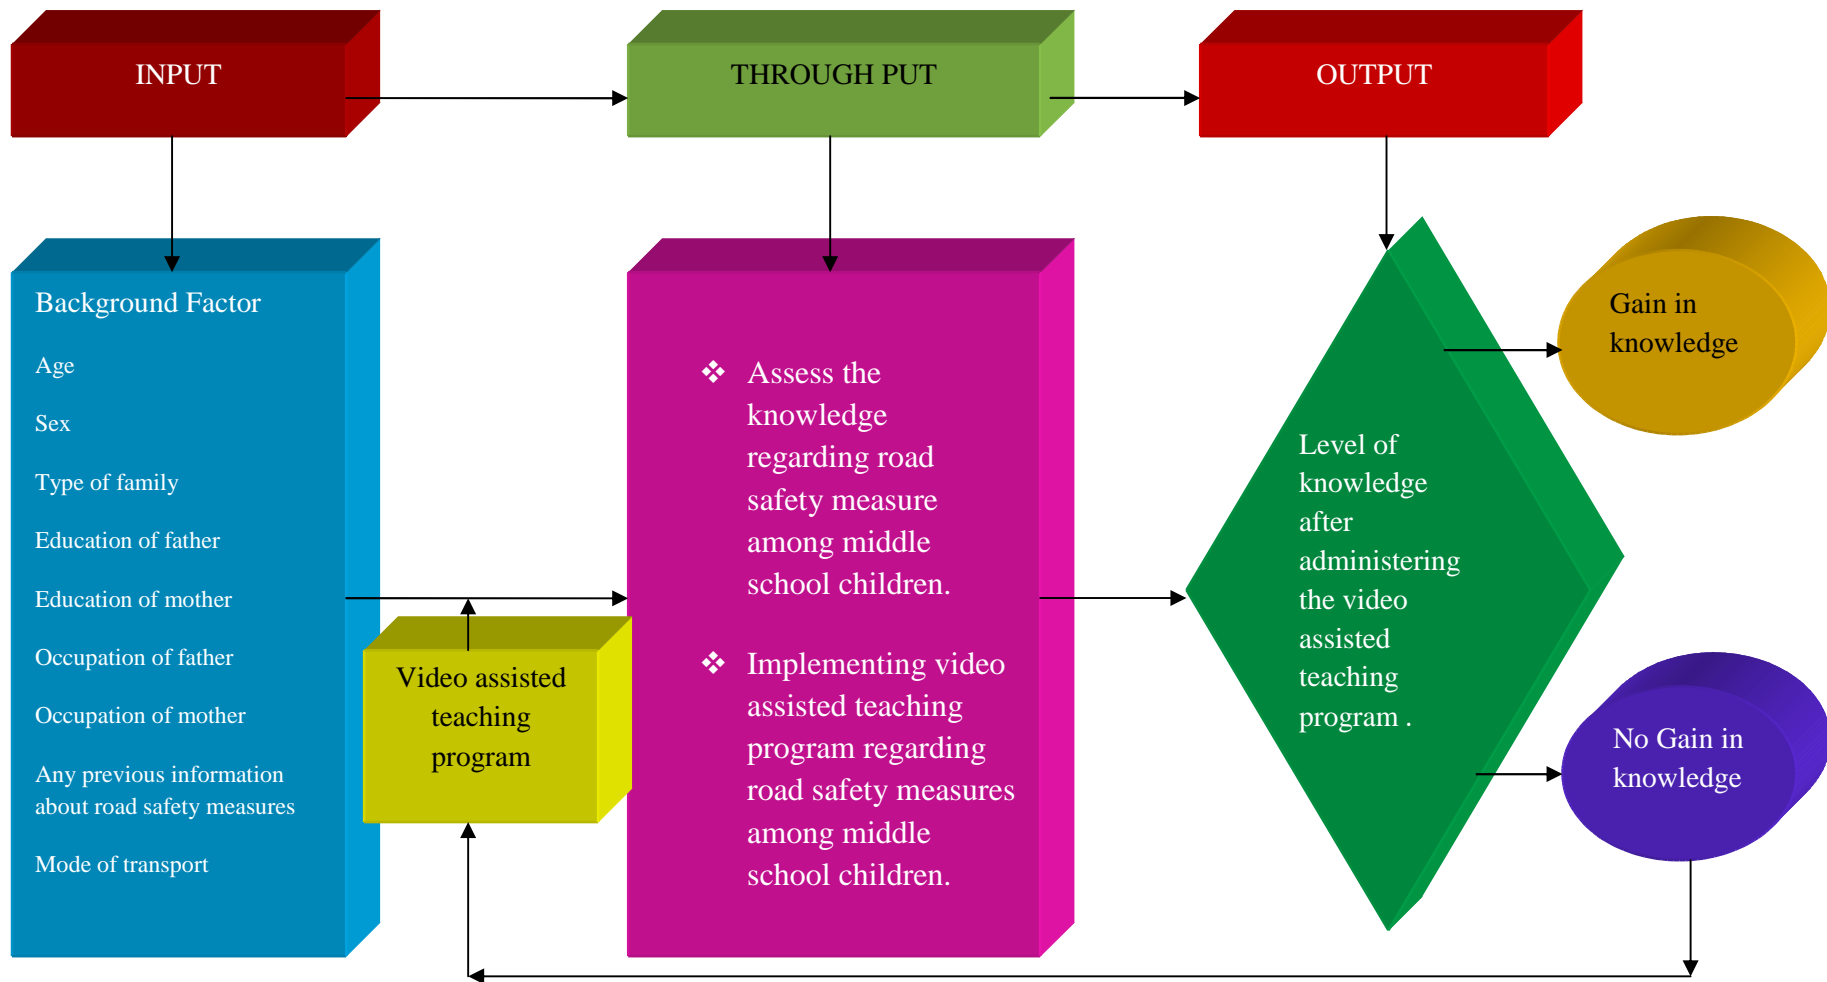 INPUT
THROUGH PUT
OUTPUT
Background Factor
Age
Sex
Type of family
Education of father
Education of mother
Occupation of father
Occupation of mother
Any previous information
about road safety measures
Mode of transport
Video assisted
teaching
program
❖ Assess the
knowledge
regarding road
safety measure
among middle
school children.
❖ Implementing video
assisted teaching
program regarding
road safety measures
among middle
school children.
Level of
knowledge
after
administering
the video
assisted
teaching
program .
Gain in
knowledge
No Gain in
knowledge